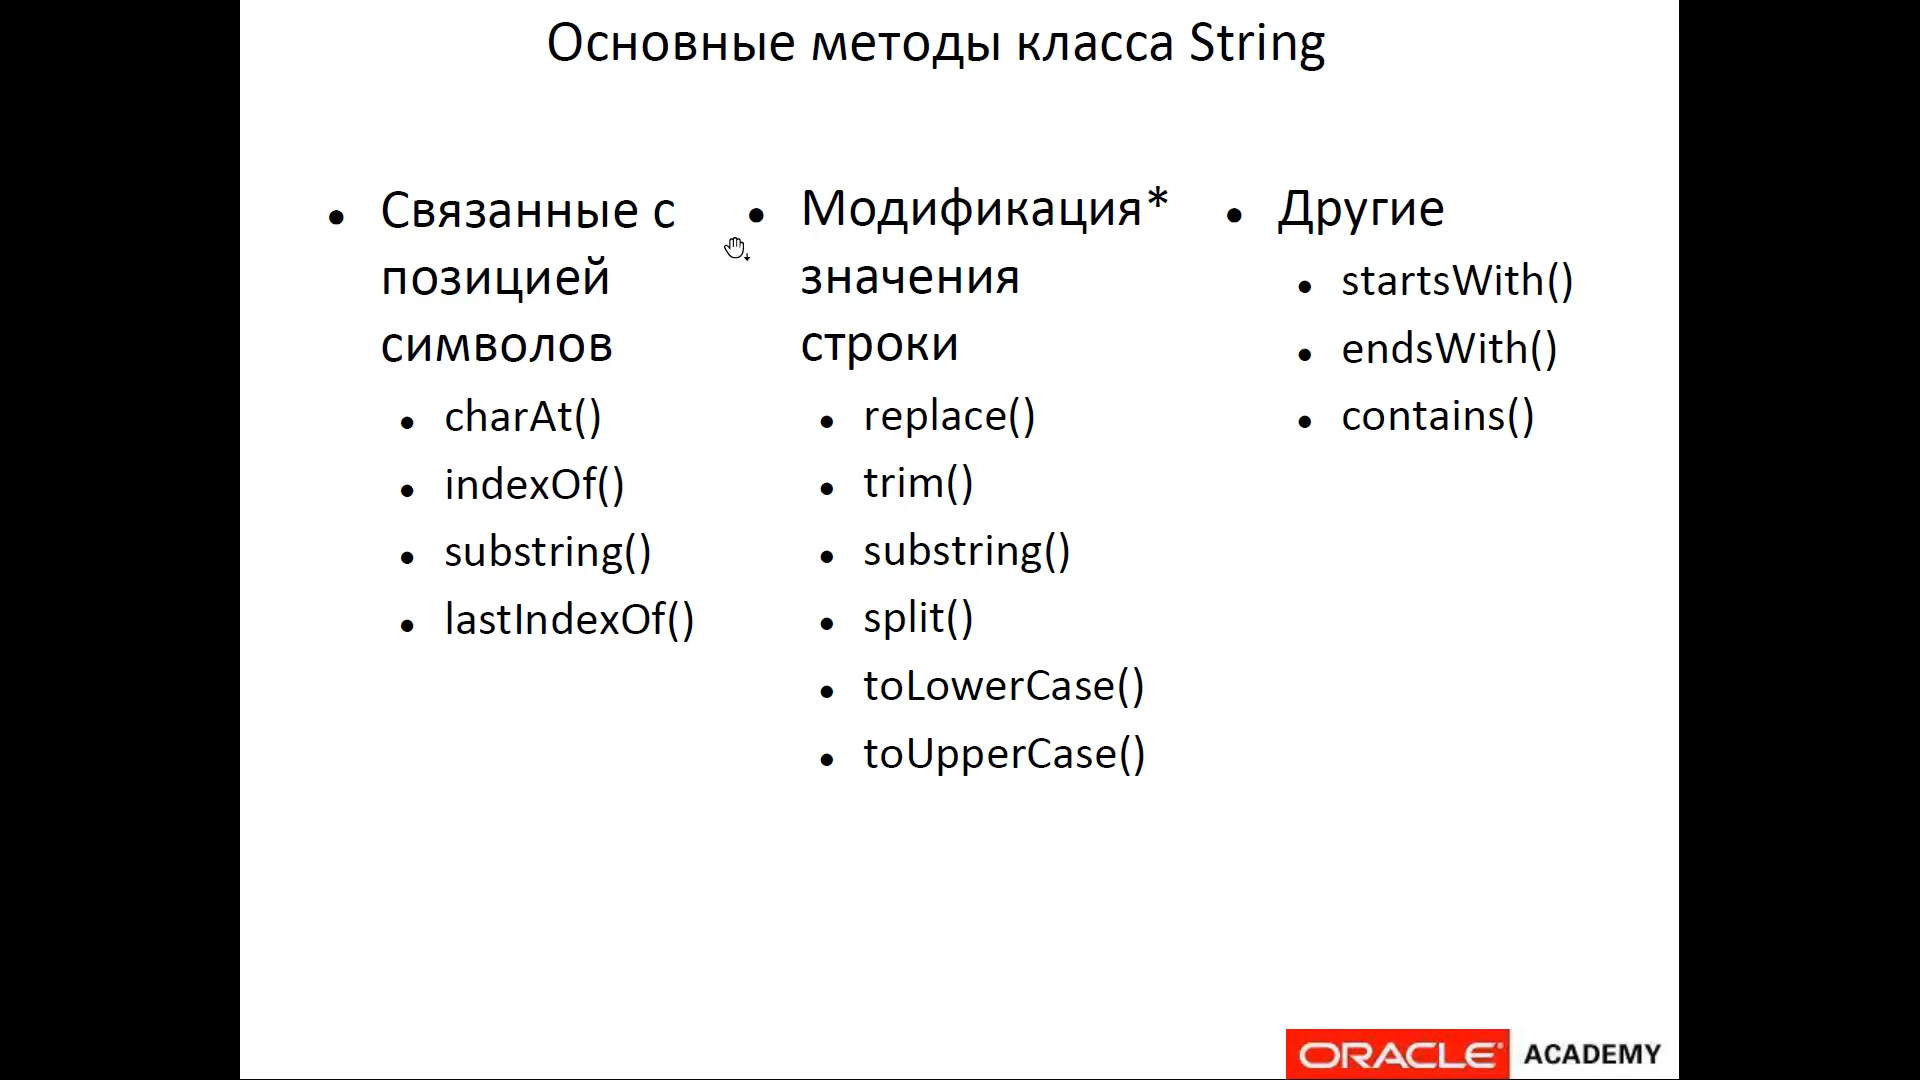 Основные методы класса String
Связанные с
позицией
символов
charAt()
indexOf()
substring()
lastIndexOf()
Модификация*
значения
строки
replace()
trim()
substring()
split()
toLowerCase()
toUpperCase()
Другие
startsWith()
endsWith()
contains()
ORACLE ACADEMY